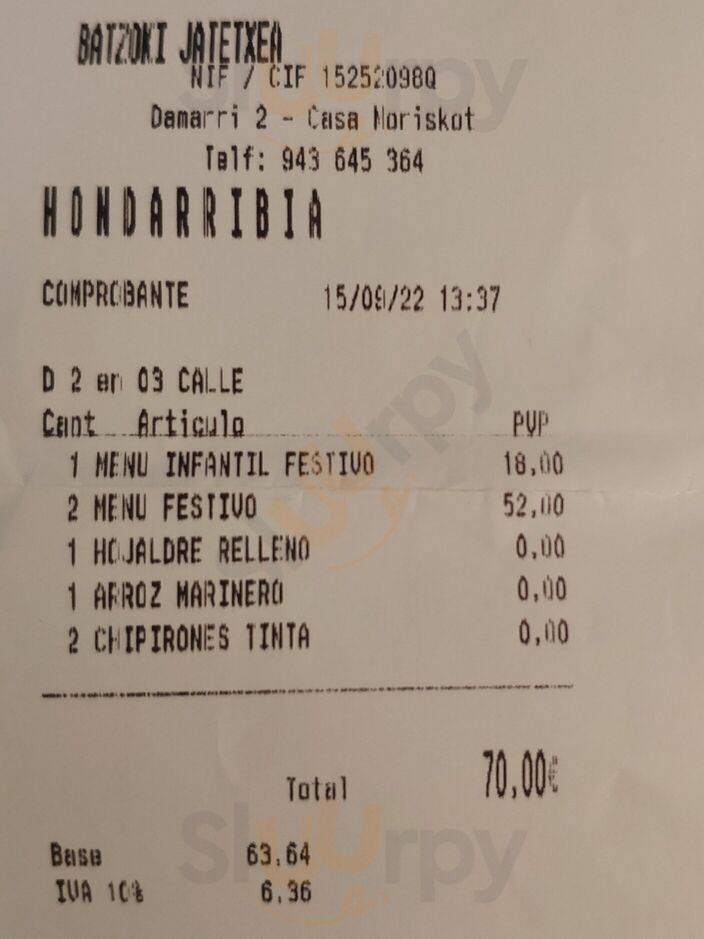 BATZOKI JATETXEA
NIF / CIF 15252098Q
Damarri 2 - Casa Moriskot
Telf: 943 645 364
HONDARRIBIA
COMPROBANTE 15/09/22 13:37
D 2 en 03 CALLE
Cant Articulo PVP
1 MENU INFANTIL FESTIVO 18,00
2 MENU FESTIVO 52,00
1 HOJALDRE RELLENO 0,00
1 ARROZ MARINERO 0,00
2 CHIPIRONES TINTA 0,00
Total 70,00€
Base 63,64
IVA 10% 6,36
Slurpy
Slurpy
Slurpy